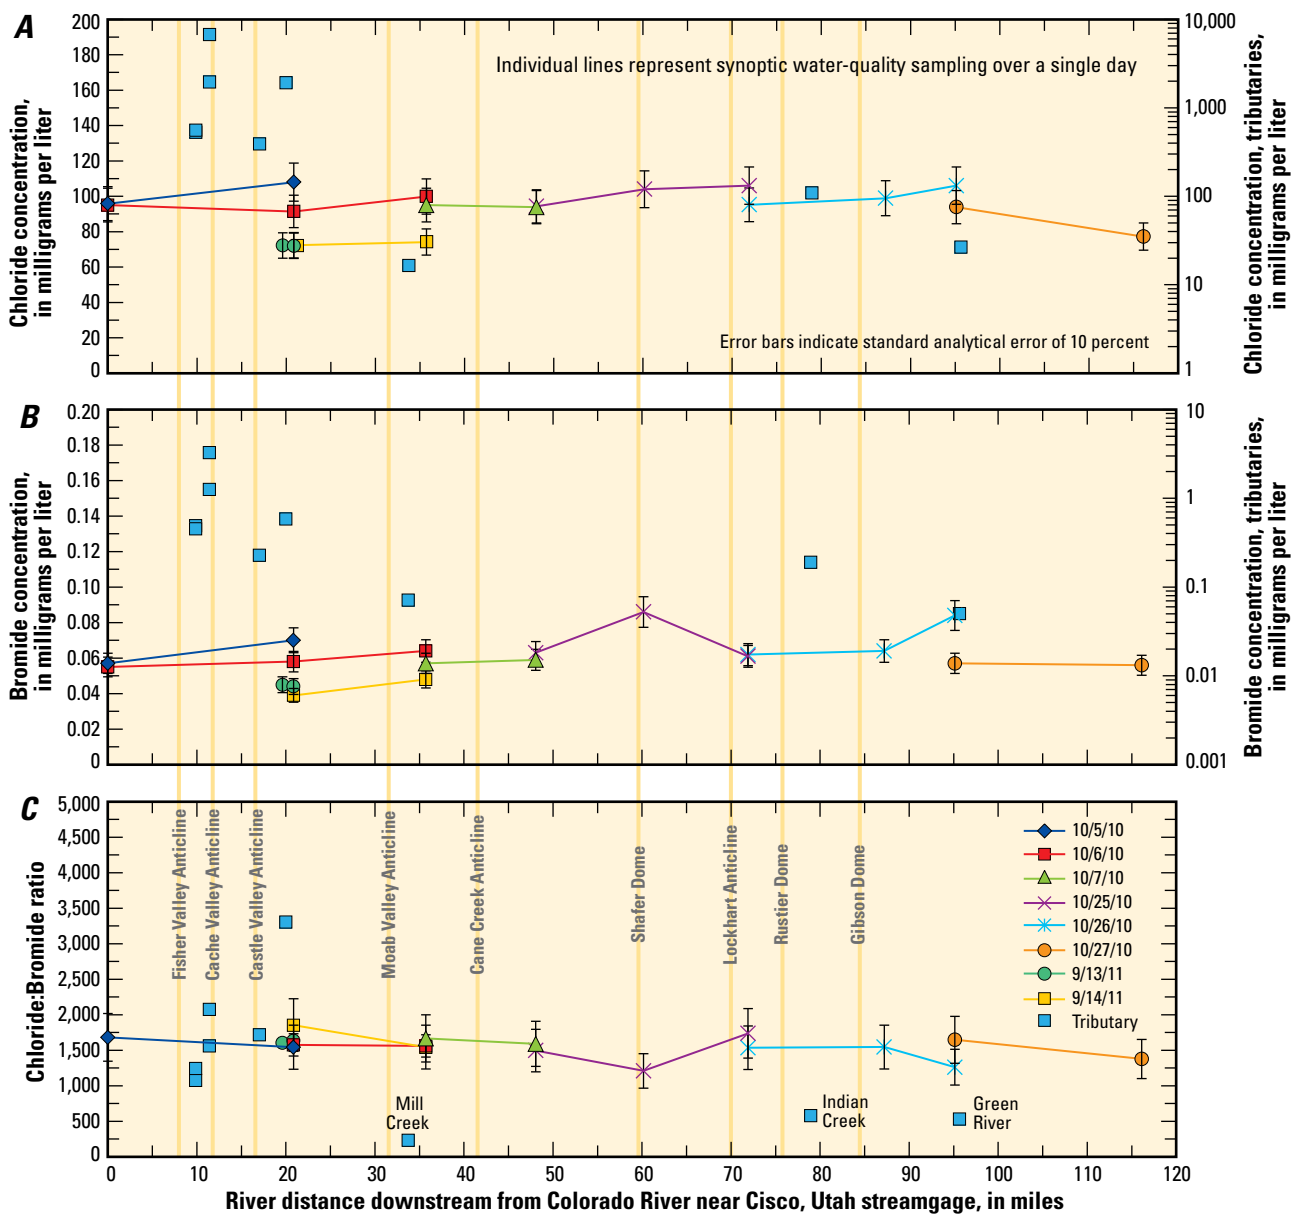 A
Chloride concentration,
in milligrams per liter
200
180
160
140
120
100
80
60
40
20
0
Individual lines represent synoptic water-quality sampling over a single day
Error bars indicate standard analytical error of 10 percent
10,000
1,000
100
10
1
Chloride concentration, tributaries,
in milligrams per liter
B
Bromide concentration,
in milligrams per liter
0.20
0.18
0.16
0.14
0.12
0.10
0.08
0.06
0.04
0.02
0
10
1
0.1
0.01
0.001
Bromide concentration, tributaries,
in milligrams per liter
C
Chloride:Bromide ratio
5,000
4,500
4,000
3,500
3,000
2,500
2,000
1,500
1,000
500
0
Fisher Valley Anticline
Cache Valley Anticline
Castle Valley Anticline
Moab Valley Anticline
Cane Creek Anticline
Shafer Dome
Lockhart Anticline
Rustier Dome
Gibson Dome
10/5/10
10/6/10
10/7/10
10/25/10
10/26/10
10/27/10
9/13/11
9/14/11
Tributary
Mill
Creek
Indian
Creek
Green
River
0 10 20 30 40 50 60 70 80 90 100 110 120
River distance downstream from Colorado River near Cisco, Utah streamgage, in miles